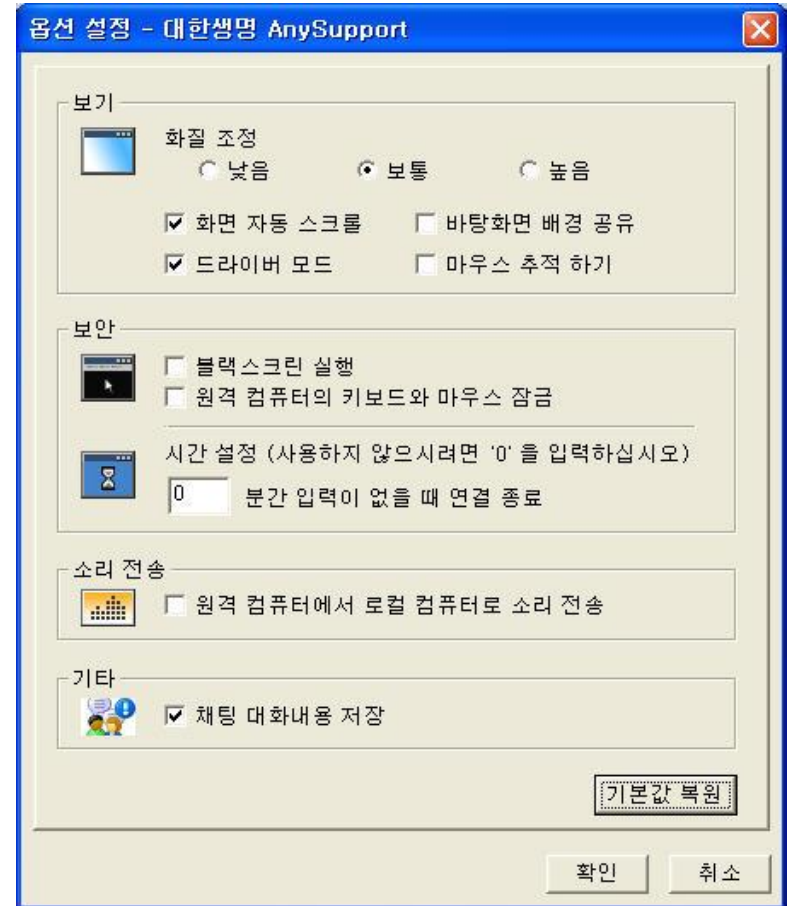 옵션 설정 - 대한생명 AnySupport
보기
화질 조정
낮음 보통 높음
화면 자동 스크롤 바탕화면 배경 공유
드라이버 모드 마우스 추적 하기
보안
블랙스크린 실행
원격 컴퓨터의 키보드와 마우스 잠금
시간 설정 (사용하지 않으시려면 '0' 을 입력하십시오)
0 분간 입력이 없을 때 연결 종료
소리 전송
원격 컴퓨터에서 로컬 컴퓨터로 소리 전송
기타
채팅 대화내용 저장
기본값 복원
확인 취소